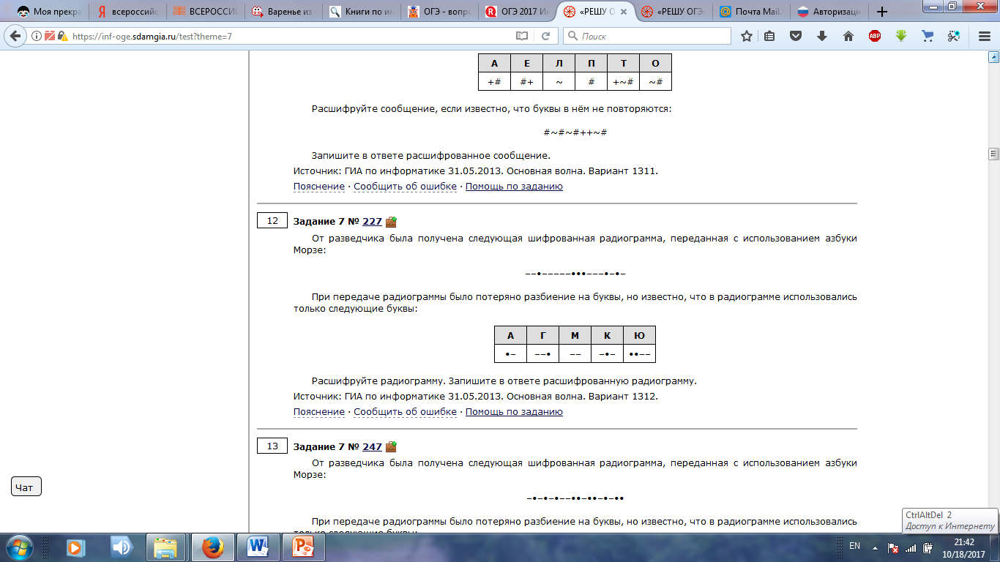 Моя прекра
всероссийс
ВСЕРОССИ
Варенье из
Книги по ин
ОГЭ - вопро
ОГЭ 2017 Ин
«РЕШУ О
«РЕШУ ОГЭ
Почта Mail.
Авторизаци
https://inf-oge.sdamgia.ru/test?theme=7
Поиск
А Е Л П Т О
+# #+ ~ # +~# ~#
Расшифруйте сообщение, если известно, что буквы в нём не повторяются:
#~#~#++~#
Запишите в ответе расшифрованное сообщение.
Источник: ГИА по информатике 31.05.2013. Основная волна. Вариант 1311.
Пояснение · Сообщить об ошибке · Помощь по заданию
12 Задание 7 № 227
От разведчика была получена следующая шифрованная радиограмма, переданная с использованием азбуки
Морзе:
−−•−−−−−•••−−−•−•−
При передаче радиограммы было потеряно разбиение на буквы, но известно, что в радиограмме использовались
только следующие буквы:
А Г М К Ю
•− −−• −− −•− ••−−
Расшифруйте радиограмму. Запишите в ответе расшифрованную радиограмму.
Источник: ГИА по информатике 31.05.2013. Основная волна. Вариант 1312.
Пояснение · Сообщить об ошибке · Помощь по заданию
13 Задание 7 № 247
От разведчика была получена следующая шифрованная радиограмма, переданная с использованием азбуки
Морзе:
−•−•−•−−••−••−•−••
При передаче радиограммы было потеряно разбиение на буквы, но известно, что в радиограмме использовались
только следующие буквы:
Чат
CtrlAltDel 2
Доступ к Интернету
EN
21:42
10/18/2017